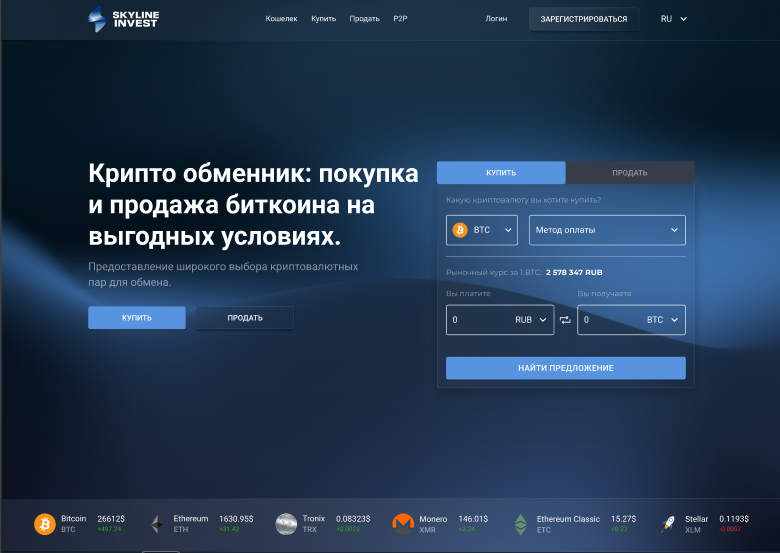 SKYLINE
INVEST
Кошелек Купить Продать P2P Логин ЗАРЕГИСТРИРОВАТЬСЯ RU
Крипто обменник: покупка
и продажа биткоина на
выгодных условиях.
Предоставление широкого выбора криптовалютных
пар для обмена.
КУПИТЬ ПРОДАТЬ
КУПИТЬ ПРОДАТЬ
Какую криптовалюту вы хотите купить?
BTC Метод оплаты
Рыночный курс за 1 BTC: 2 578 347 RUB
Вы платите Вы получаете
0 RUB 0 BTC
НАЙТИ ПРЕДЛОЖЕНИЕ
Bitcoin 26612$
BTC +497.24
Ethereum 1630.95$
ETH +31.42
Tronix 0.08323$
TRX +0.0022
Monero 146.01$
XMR +2.24
Ethereum Classic 15.27$
ETC +0.33
Stellar 0.1193$
XLM -0.0007